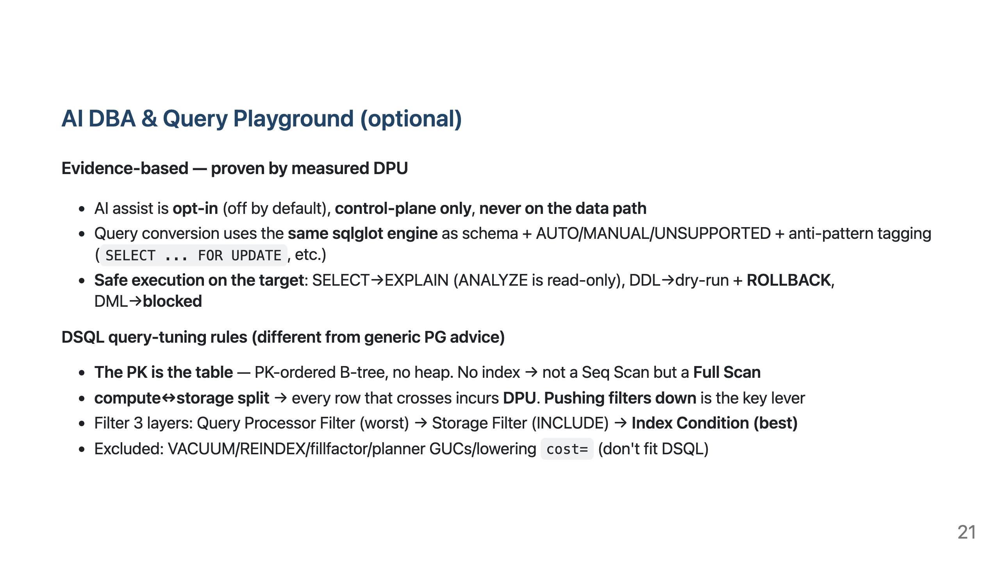 AI DBA & Query Playground (optional)
Evidence-based — proven by measured DPU
• AI assist is opt-in (off by default), control-plane only, never on the data path
• Query conversion uses the same sqlglot engine as schema + AUTO/MANUAL/UNSUPPORTED + anti-pattern tagging
(SELECT ... FOR UPDATE, etc.)
• Safe execution on the target: SELECT→EXPLAIN (ANALYZE is read-only), DDL→dry-run + ROLLBACK,
DML→blocked
DSQL query-tuning rules (different from generic PG advice)
• The PK is the table — PK-ordered B-tree, no heap. No index → not a Seq Scan but a Full Scan
• compute↔storage split → every row that crosses incurs DPU. Pushing filters down is the key lever
• Filter 3 layers: Query Processor Filter (worst) → Storage Filter (INCLUDE) → Index Condition (best)
• Excluded: VACUUM/REINDEX/fillfactor/planner GUCs/lowering cost= (don't fit DSQL)
21